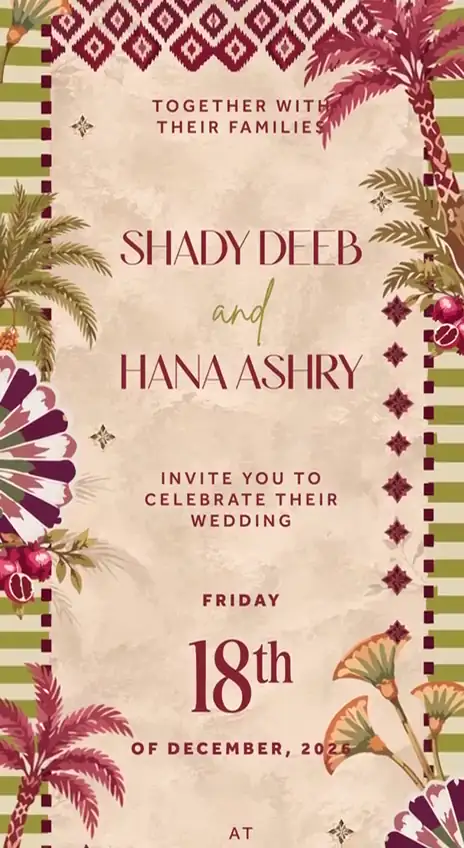 TOGETHER WITH
THEIR FAMILIES
SHADY DEEB
and
HANA ASHRY
INVITE YOU TO
CELEBRATE THEIR
WEDDING
FRIDAY
18th
OF DECEMBER, 2026
AT